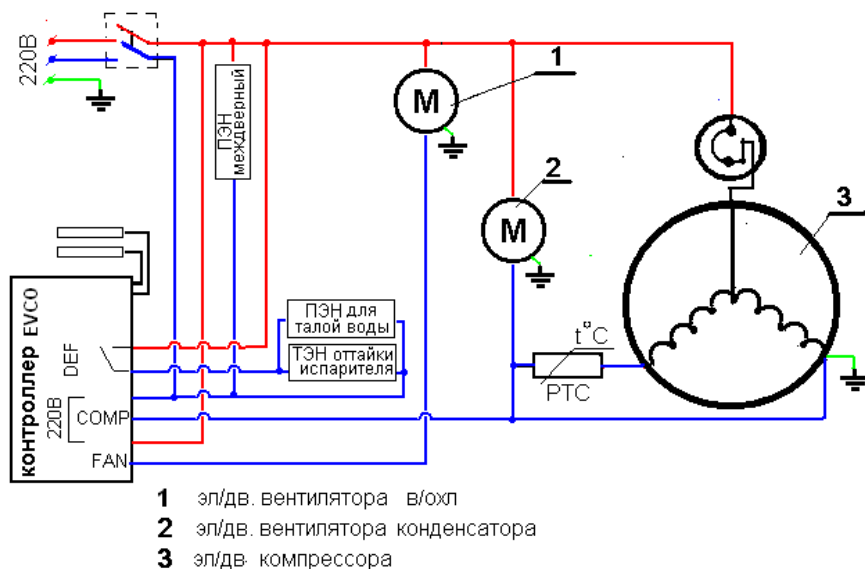 220В
ПЭН
междверный
1
М
2
М
3
контроллер EVCO
DEF
220В
COMP
FAN
ПЭН для
талой воды
ТЭН оттайки
испарителя
t°C
РТС
1 эл/дв. вентилятора в/охл
2 эл/дв. вентилятора конденсатора
3 эл/дв. компрессора